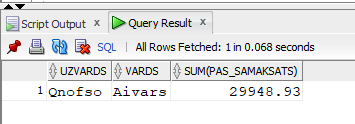 Script Output × Query Result ×
SQL | All Rows Fetched: 1 in 0.068 seconds
UZVARDS VARDS SUM(PAS_SAMAKSATS)
1 Qnofso Aivars 29948.93